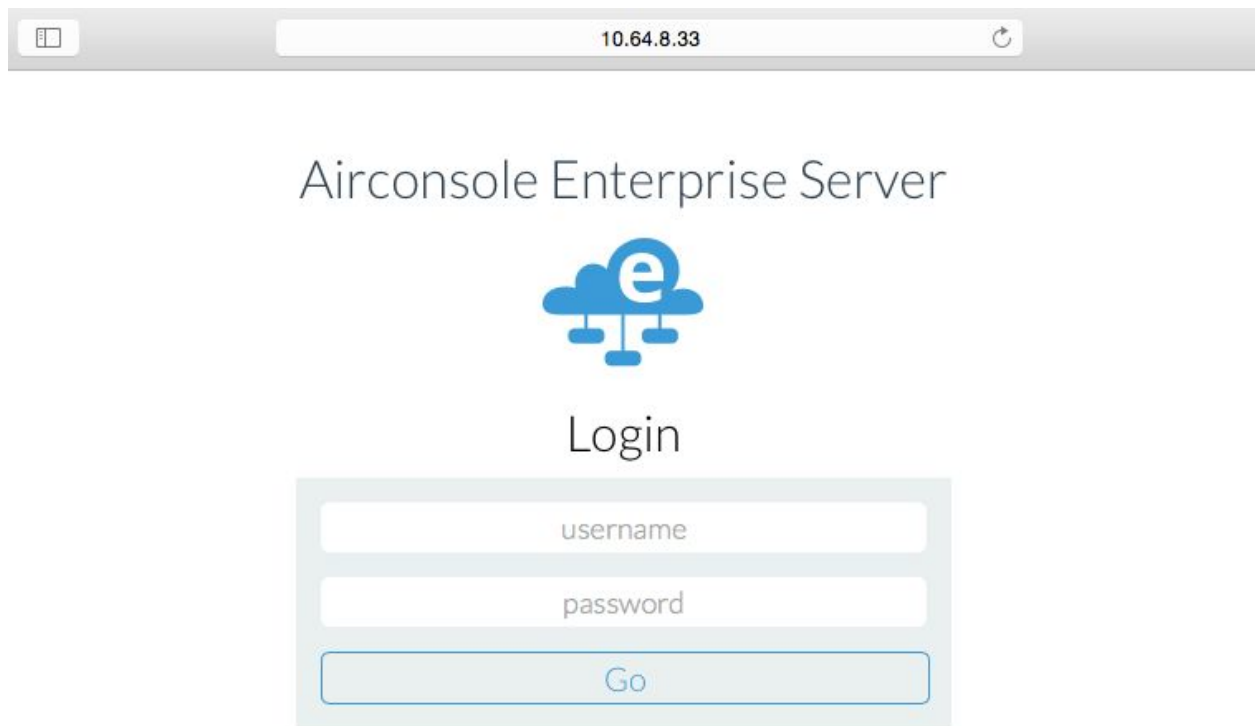 10.64.8.33
Airconsole Enterprise Server
e
Login
username
password
Go